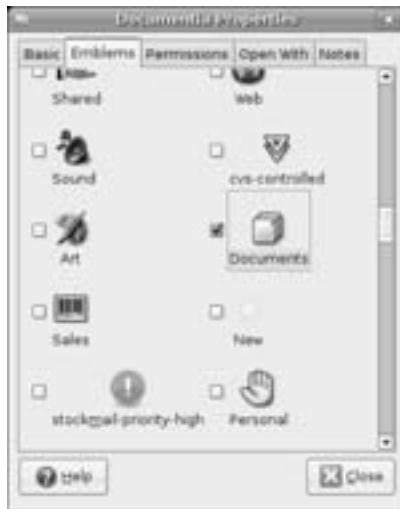 Documentia Properties
Basic Emblems Permissions Open With Notes
Shared Web
Sound cvs-controlled
Art Documents
Sales New
stockmail-priority-high Personal
Help Close